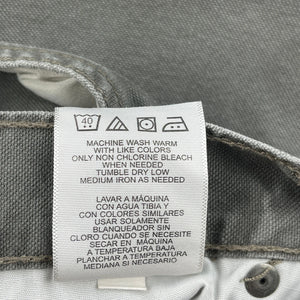 40
MACHINE WASH WARM
WITH LIKE COLORS
ONLY NON CHLORINE BLEACH
WHEN NEEDED
TUMBLE DRY LOW
MEDIUM IRON AS NEEDED
LAVAR A MÁQUINA
CON AGUA TIBIA Y
CON COLORES SIMILARES
USAR SOLAMENTE
BLANQUEADOR SIN
CLORO CUANDO SE NECESITE
SECAR EN MÁQUINA
A TEMPERATURA BAJA
PLANCHAR A TEMPERATURA
MEDIANA SI NECESARIO